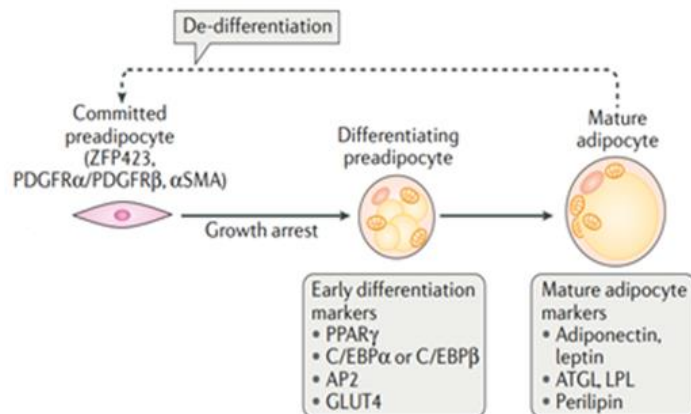 De-differentiation
Committed
preadipocyte
(ZFP423,
PDGFRα/PDGFRβ, αSMA)
Differentiating
preadipocyte
Mature
adipocyte
Growth arrest
Early differentiation
markers
• PPARγ
• C/EBPα or C/EBPβ
• AP2
• GLUT4
Mature adipocyte
markers
• Adiponectin,
leptin
• ATGL, LPL
• Perilipin